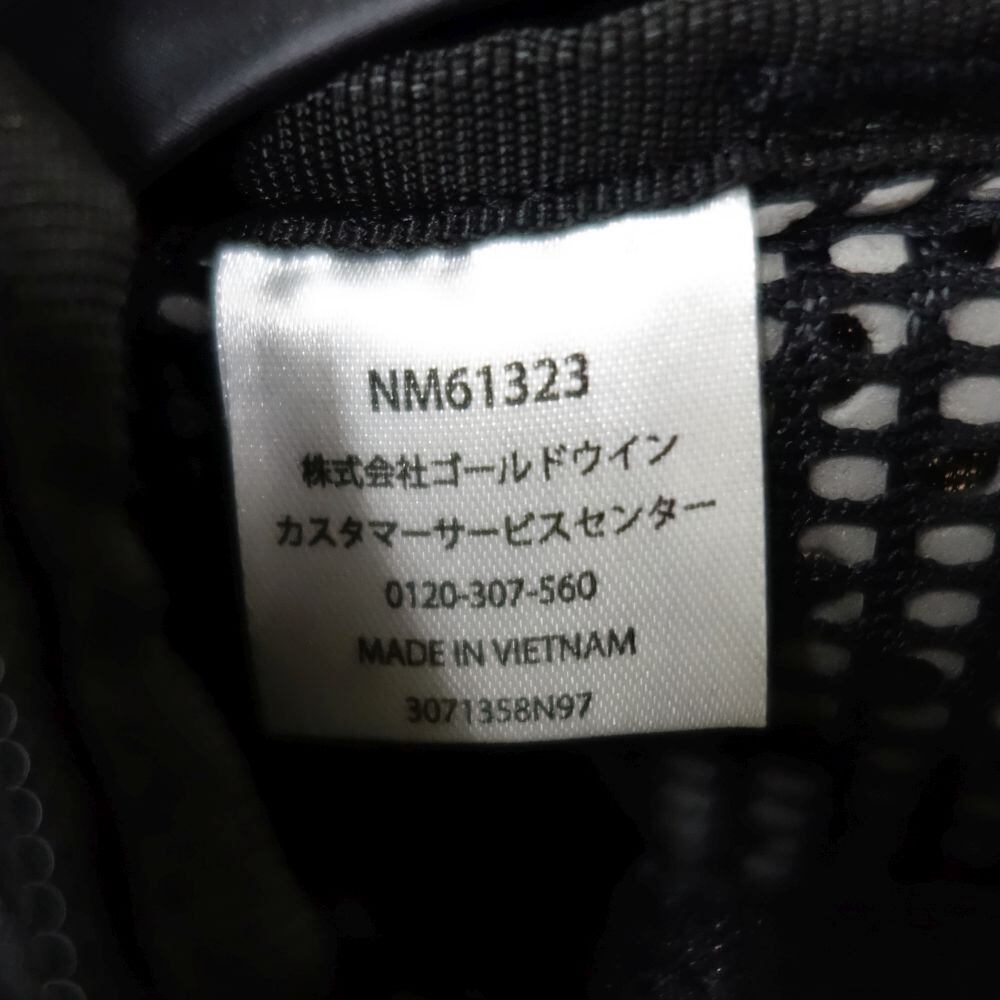 NM61323
株式会社ゴールドウイン
カスタマーサービスセンター
0120-307-560
MADE IN VIETNAM
3071358N97